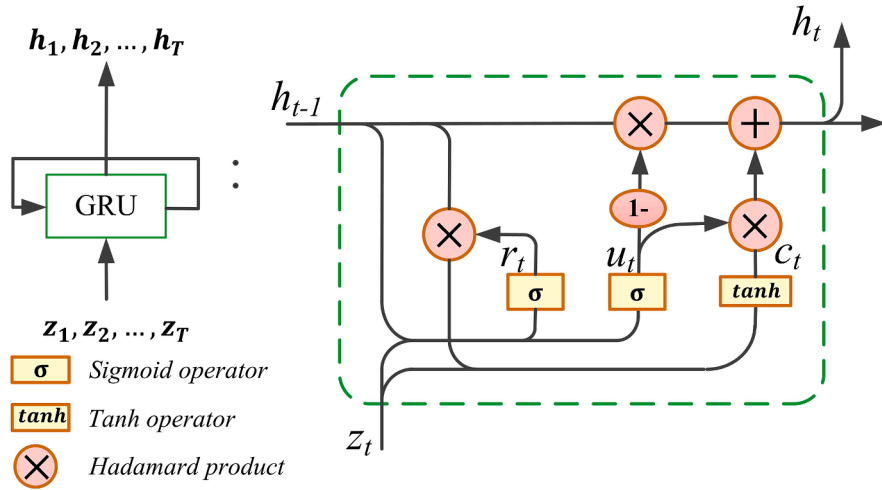 h₁, h₂, ..., h_T
GRU
z₁, z₂, ..., z_T
:
h_{t-1}
h_t
× +
1-
× r_t u_t × c_t
σ σ tanh
z_t
σ Sigmoid operator
tanh Tanh operator
× Hadamard product